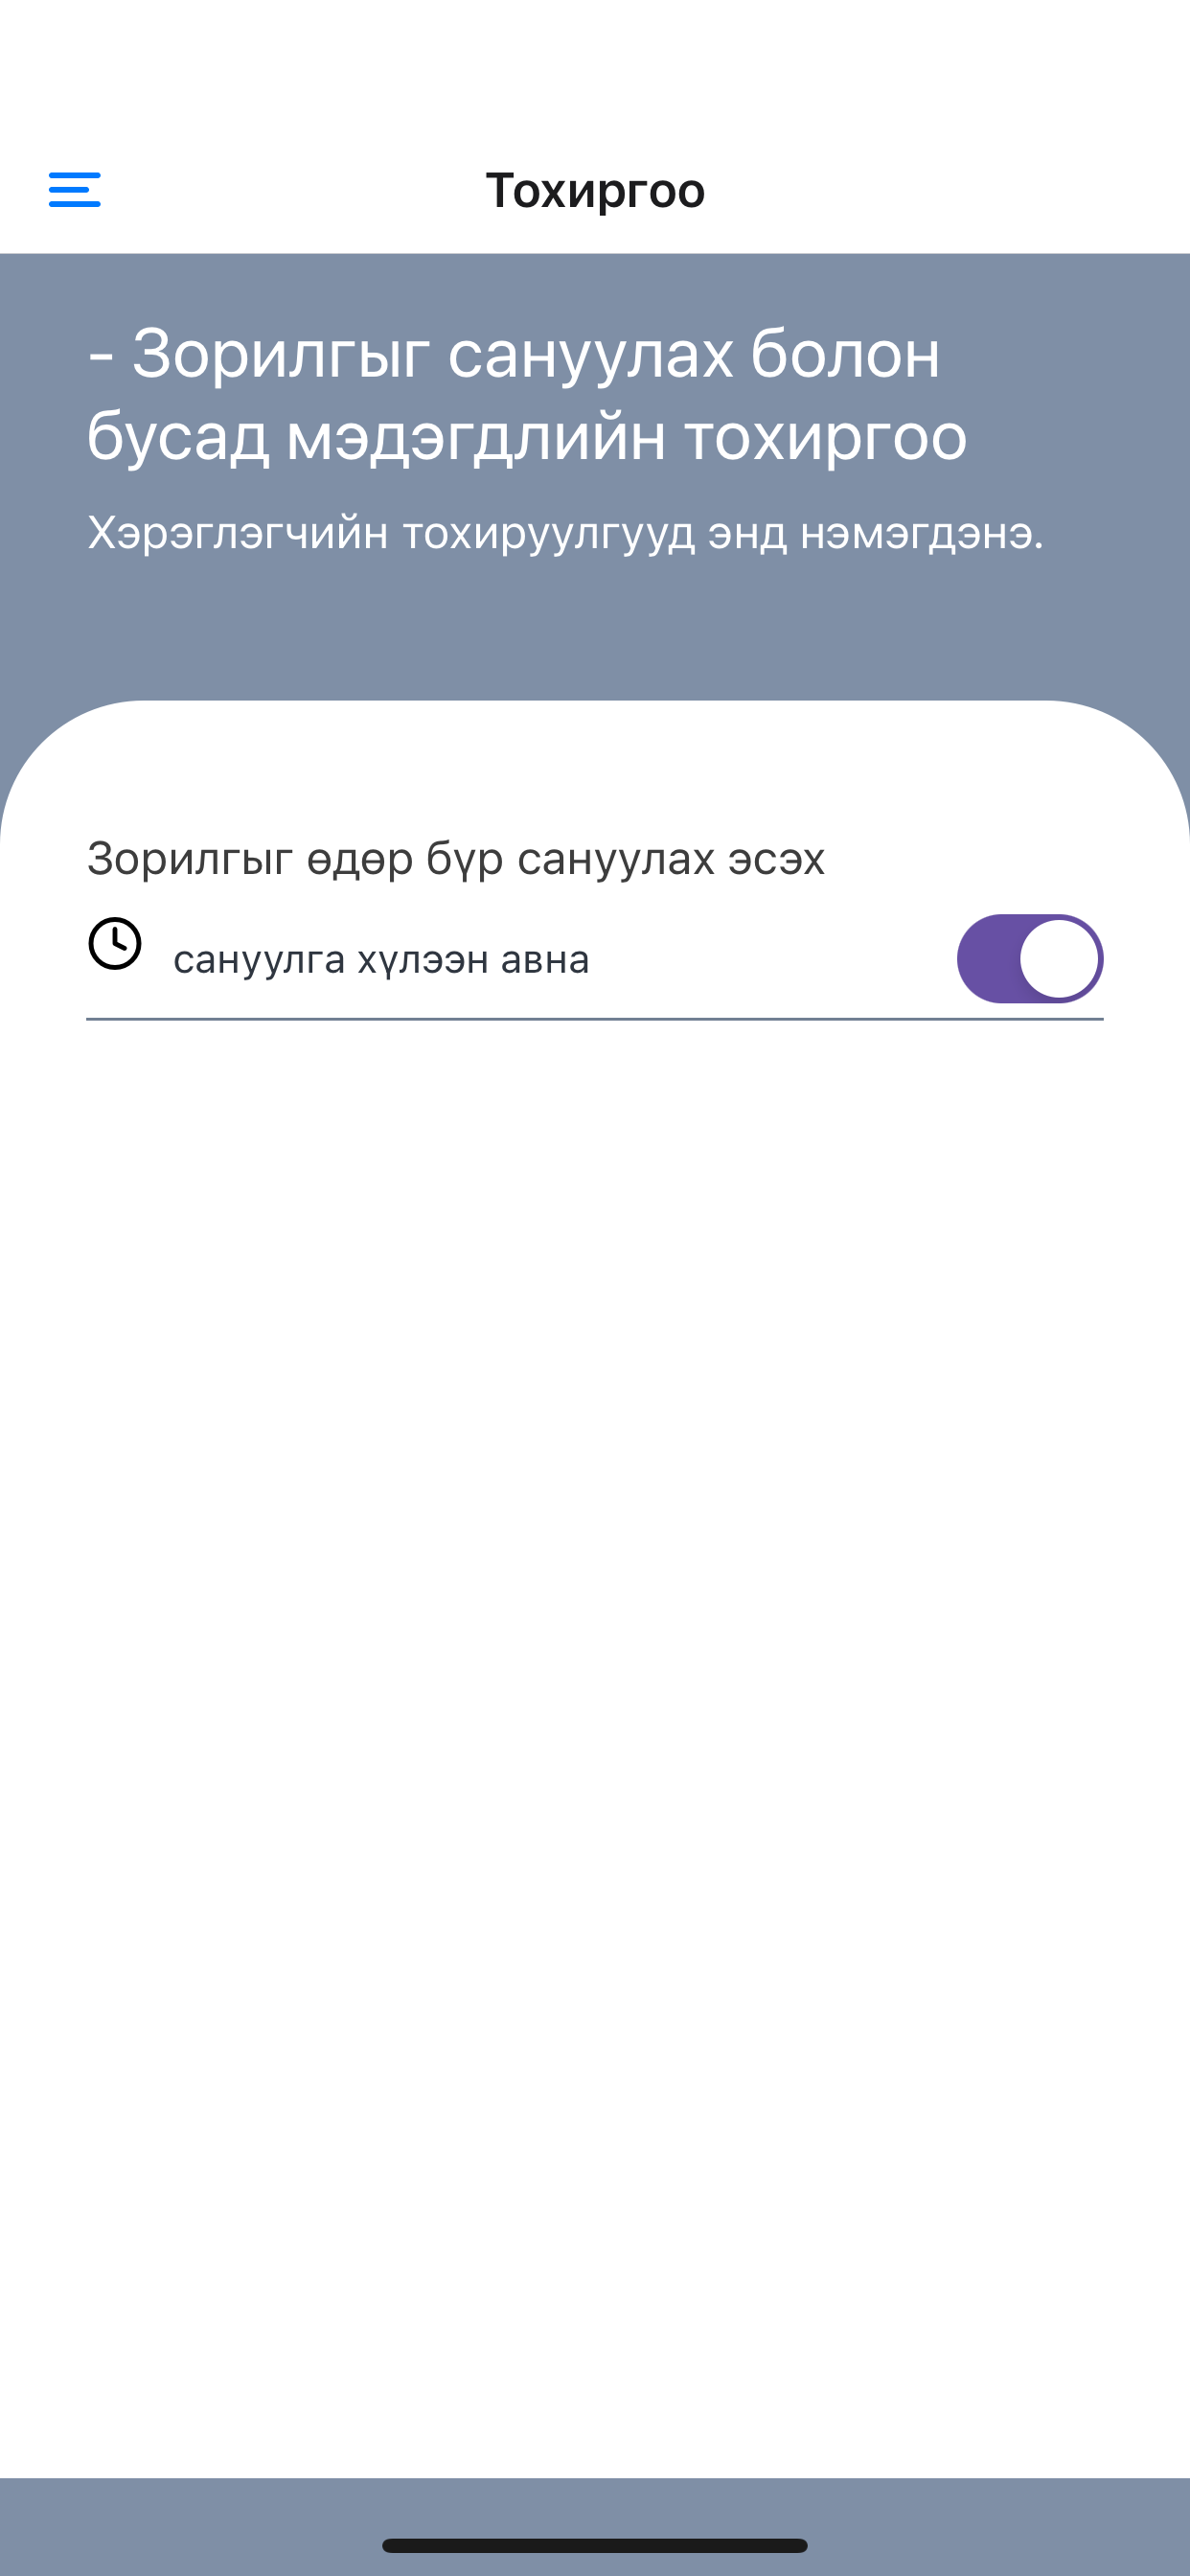 Тохиргоо
- Зорилгыг сануулах болон
бусад мэдэгдлийн тохиргоо
Хэрэглэгчийн тохируулгууд энд нэмэгдэнэ.
Зорилгыг өдөр бүр сануулах эсэх
сануулга хүлээн авна